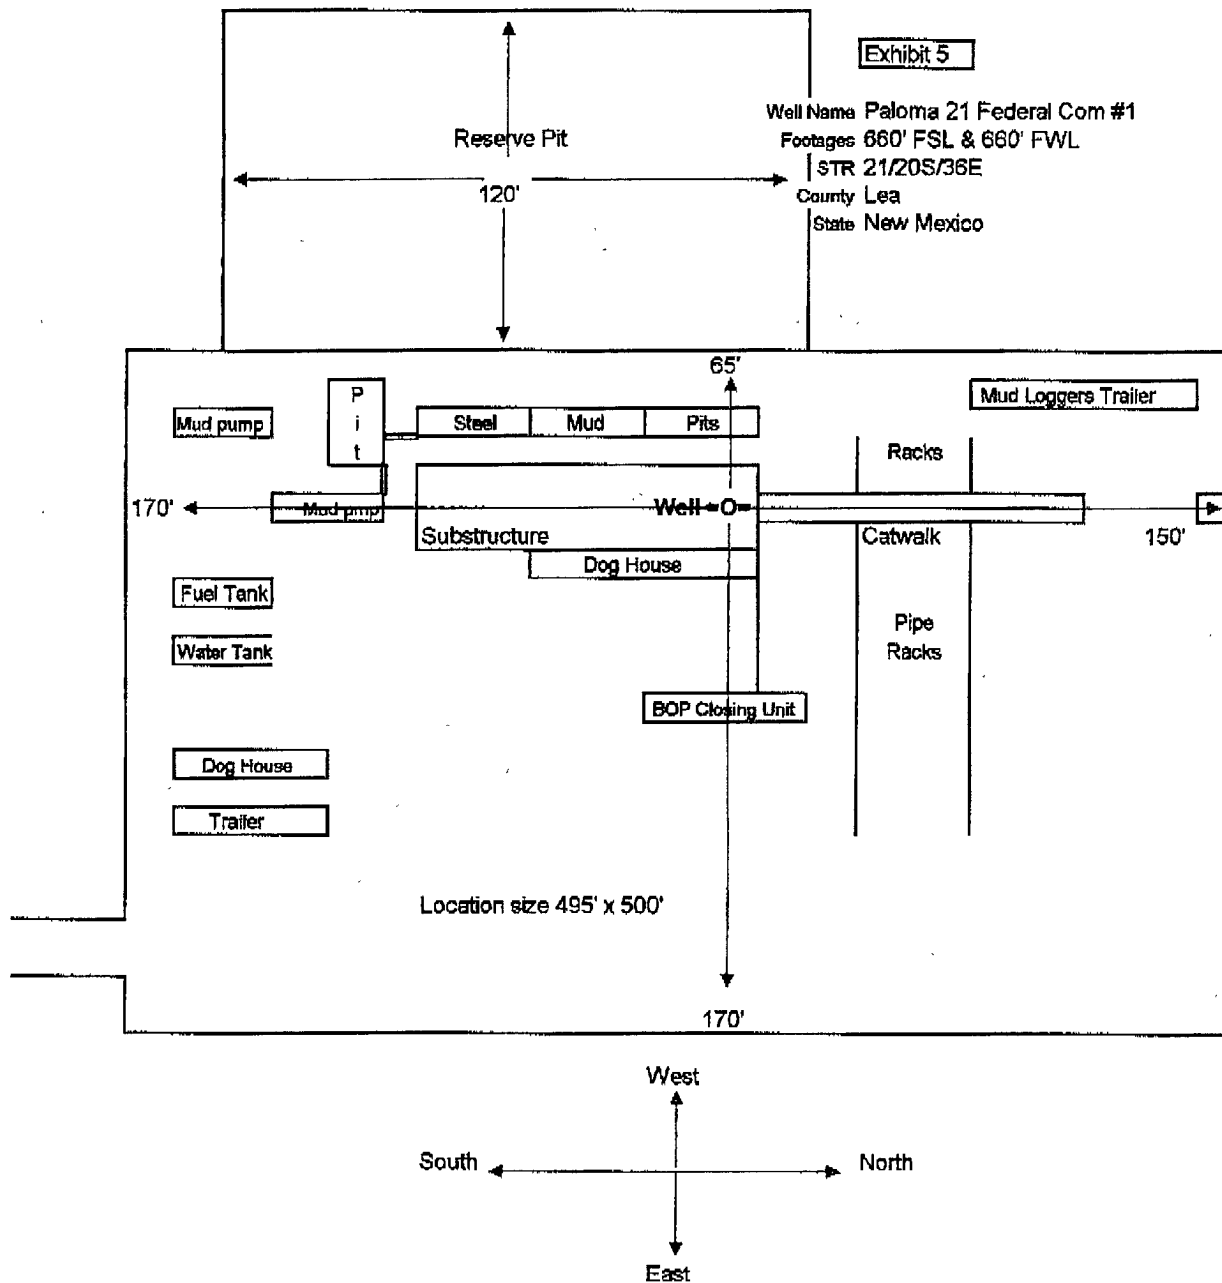 Exhibit 5
Well Name Paloma 21 Federal Com #1
Footages 660' FSL & 660' FWL
STR 21/20S/36E
County Lea
State New Mexico
Reserve Pit
120'
65'
Mud Loggers Trailer
Mud pump
Pit
Steel Mud Pits
Racks
170'
Mud pmp
Well O
Substructure
Catwalk
150'
Dog House
Fuel Tank
Pipe
Racks
Water Tank
BOP Closing Unit
Dog House
Trailer
Location size 495' x 500'
170'
West
South
North
East